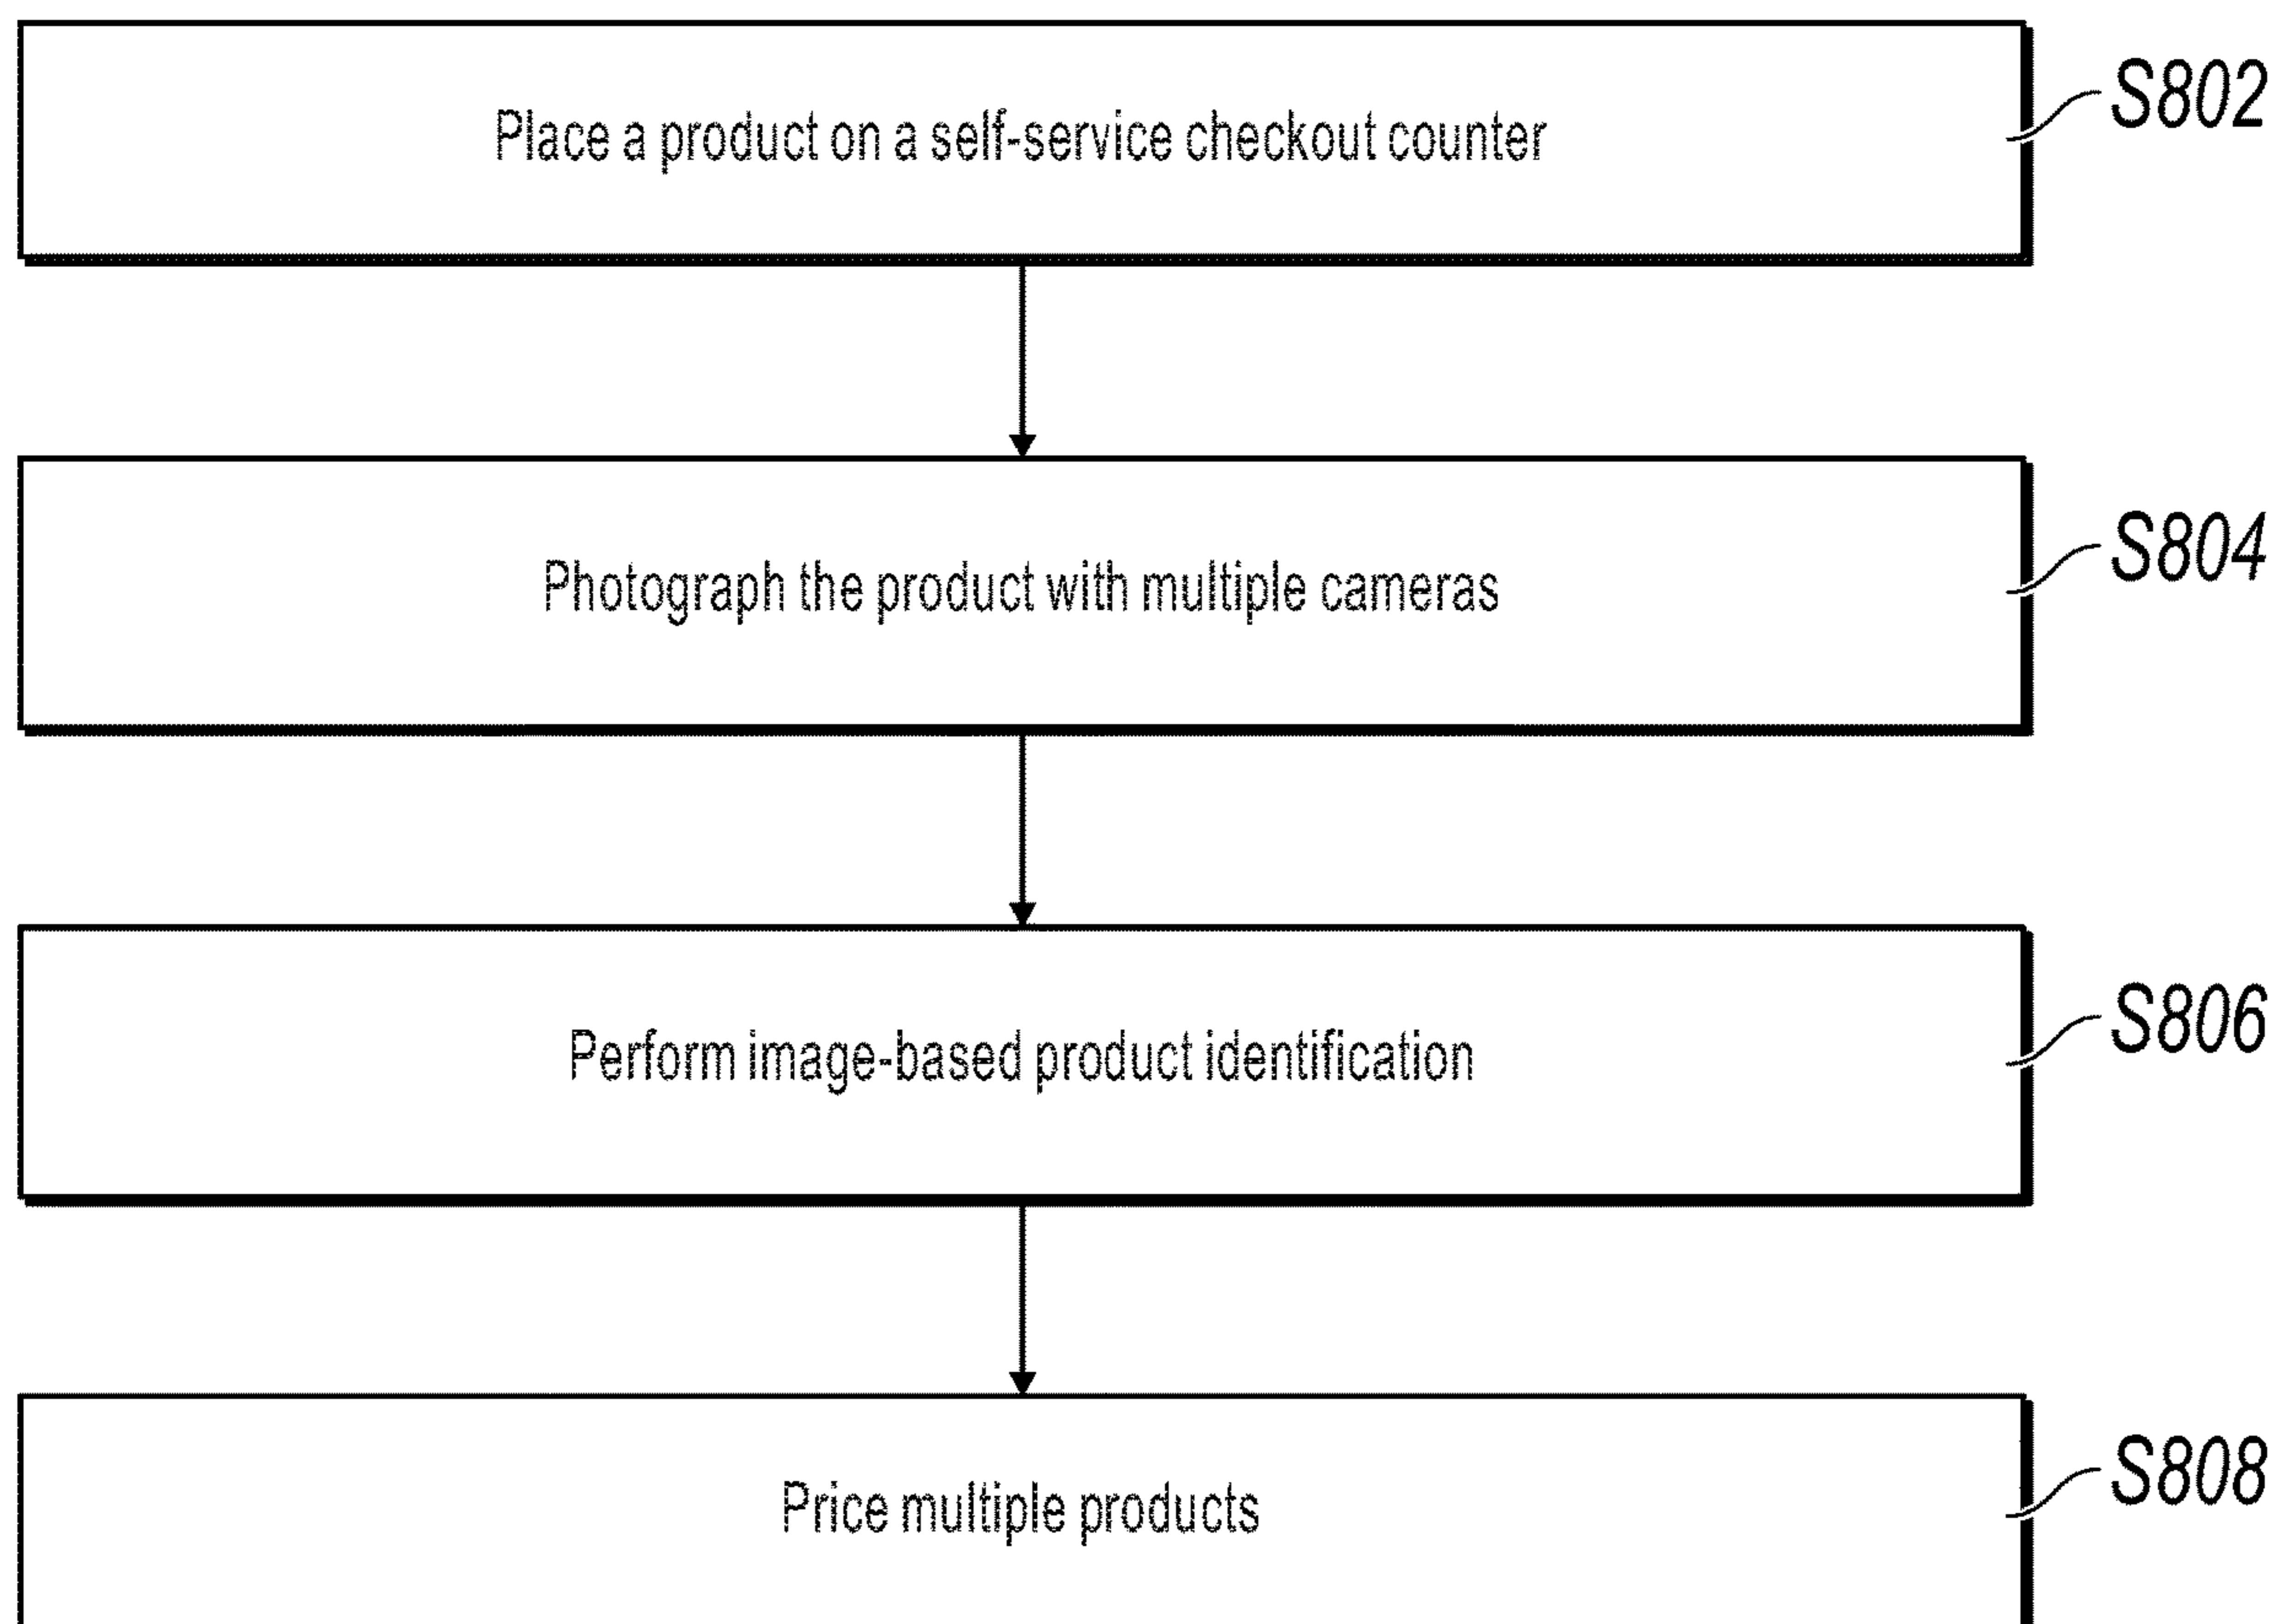 Place a product on a self-service checkout counter
S802
Photograph the product with multiple cameras
S804
Perform image-based product identification
S806
Price multiple products
S808